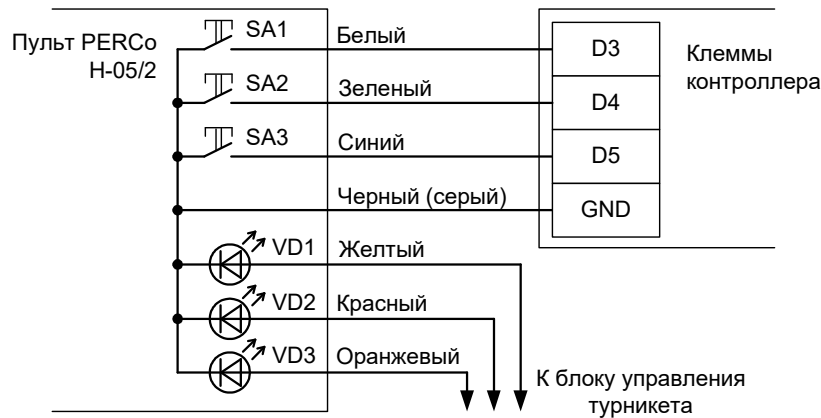 Пульт PERCo
H-05/2
SA1
Белый
D3
Клеммы
контроллера
SA2
Зеленый
D4
SA3
Синий
D5
Черный (серый)
GND
VD1
Желтый
VD2
Красный
VD3
Оранжевый
К блоку управления
турникета